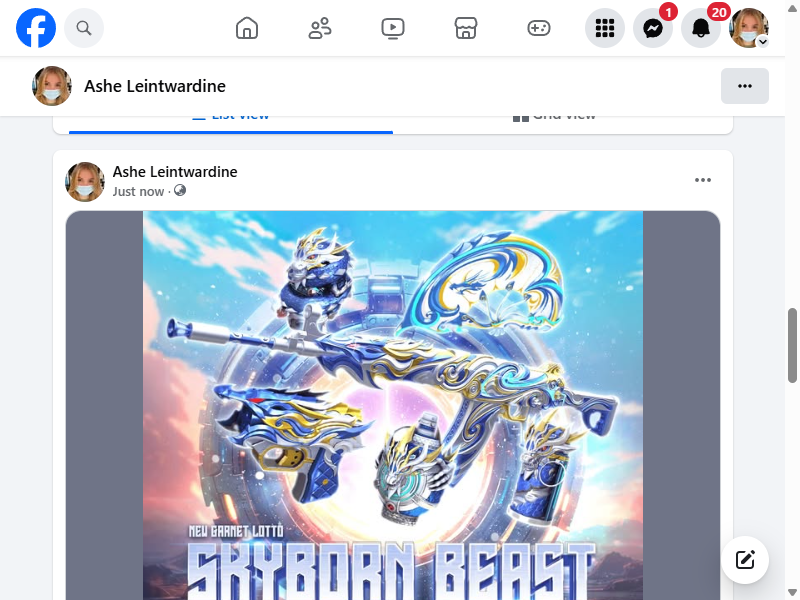 1
20
Ashe Leintwardine
List view
Grid view
Ashe Leintwardine
Just now ·
NEW GARNET LOTTO
SKYBORN BEAST